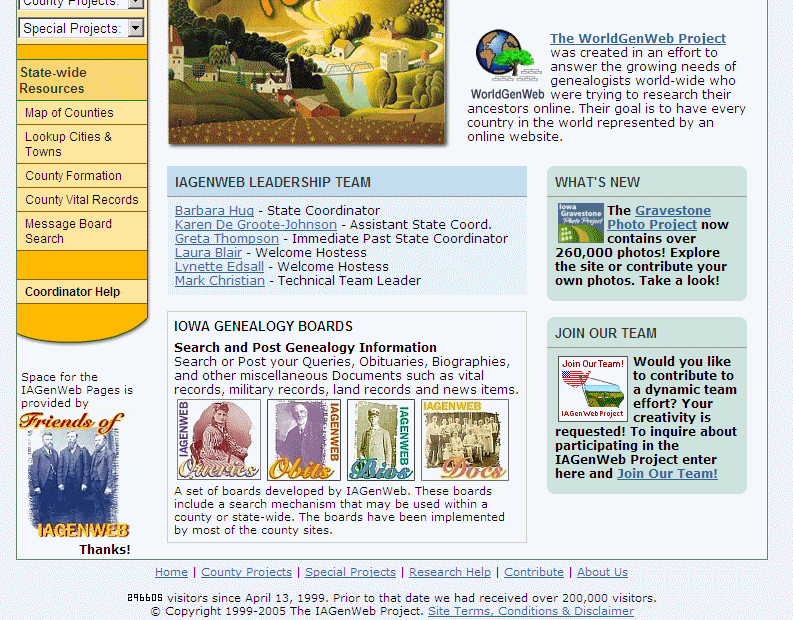 County Projects:
Special Projects:
State-wide
Resources
Map of Counties
Lookup Cities &
Towns
County Formation
County Vital Records
Message Board
Search
Coordinator Help
Space for the
IAGenWeb Pages is
provided by
Friends of
IAGENWEB
Thanks!
WorldGenWeb
The WorldGenWeb Project
was created in an effort to
answer the growing needs of
genealogists world-wide who
were trying to research their
ancestors online. Their goal is to have every
country in the world represented by an
online website.
IAGENWEB LEADERSHIP TEAM
Barbara Hug - State Coordinator
Karen De Groote-Johnson - Assistant State Coord.
Greta Thompson - Immediate Past State Coordinator
Laura Blair - Welcome Hostess
Lynette Edsall - Welcome Hostess
Mark Christian - Technical Team Leader
IOWA GENEALOGY BOARDS
Search and Post Genealogy Information
Search or Post your Queries, Obituaries, Biographies,
and other miscellaneous Documents such as vital
records, military records, land records and news items.
IAGENWEB Queries
IAGENWEB Obits
IAGENWEB Bios
IAGENWEB Docs
A set of boards developed by IAGenWeb. These boards
include a search mechanism that may be used within a
county or state-wide. The boards have been implemented
by most of the county sites.
WHAT'S NEW
Iowa
Gravestone
Photo Project
The Gravestone
Photo Project now
contains over
260,000 photos! Explore
the site or contribute your
own photos. Take a look!
JOIN OUR TEAM
Join Our Team!
IAGenWeb Project
Would you like
to contribute to
a dynamic team
effort? Your
creativity is
requested! To inquire about
participating in the
IAGenWeb Project enter
here and Join Our Team!
Home | County Projects | Special Projects | Research Help | Contribute | About Us
296605 visitors since April 13, 1999. Prior to that date we had received over 200,000 visitors.
© Copyright 1999-2005 The IAGenWeb Project. Site Terms, Conditions & Disclaimer